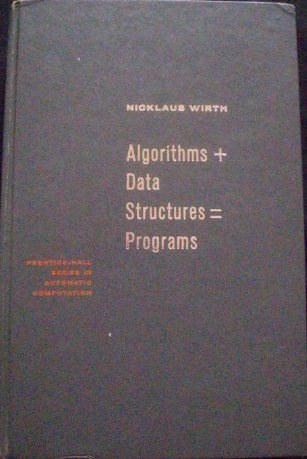 NICKLAUS WIRTH
Algorithms +
Data
Structures =
Programs
PRENTICE-HALL
SERIES IN
AUTOMATIC
COMPUTATION